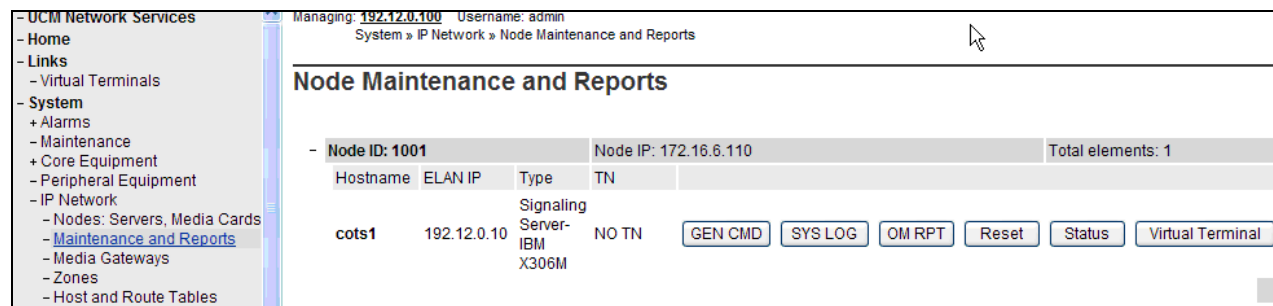 - UCM Network Services
- Home
- Links
- Virtual Terminals
- System
+ Alarms
- Maintenance
+ Core Equipment
- Peripheral Equipment
- IP Network
- Nodes: Servers, Media Cards
- Maintenance and Reports
- Media Gateways
- Zones
- Host and Route Tables
Managing: 192.12.0.100 Username: admin
System » IP Network » Node Maintenance and Reports
Node Maintenance and Reports
- Node ID: 1001 Node IP: 172.16.6.110 Total elements: 1
Hostname ELAN IP Type TN
cots1 192.12.0.10 Signaling
Server-
IBM
X306M
NO TN GEN CMD SYS LOG OM RPT Reset Status Virtual Terminal